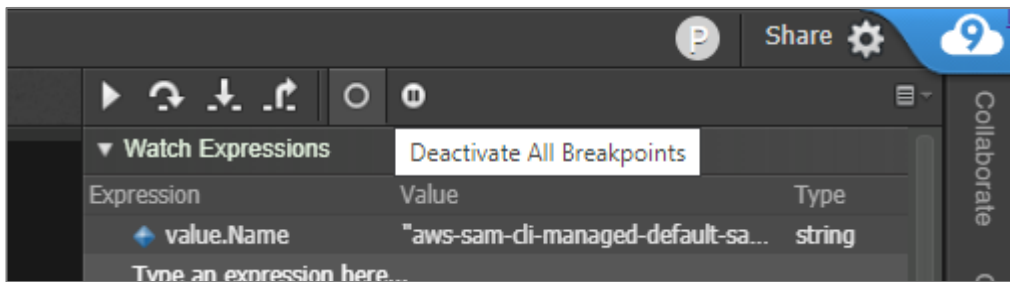 P Share 9
Watch Expressions
Deactivate All Breakpoints
Expression Value Type
value.Name "aws-sam-cli-managed-default-sa... string
Type an expression here...
Collaborate